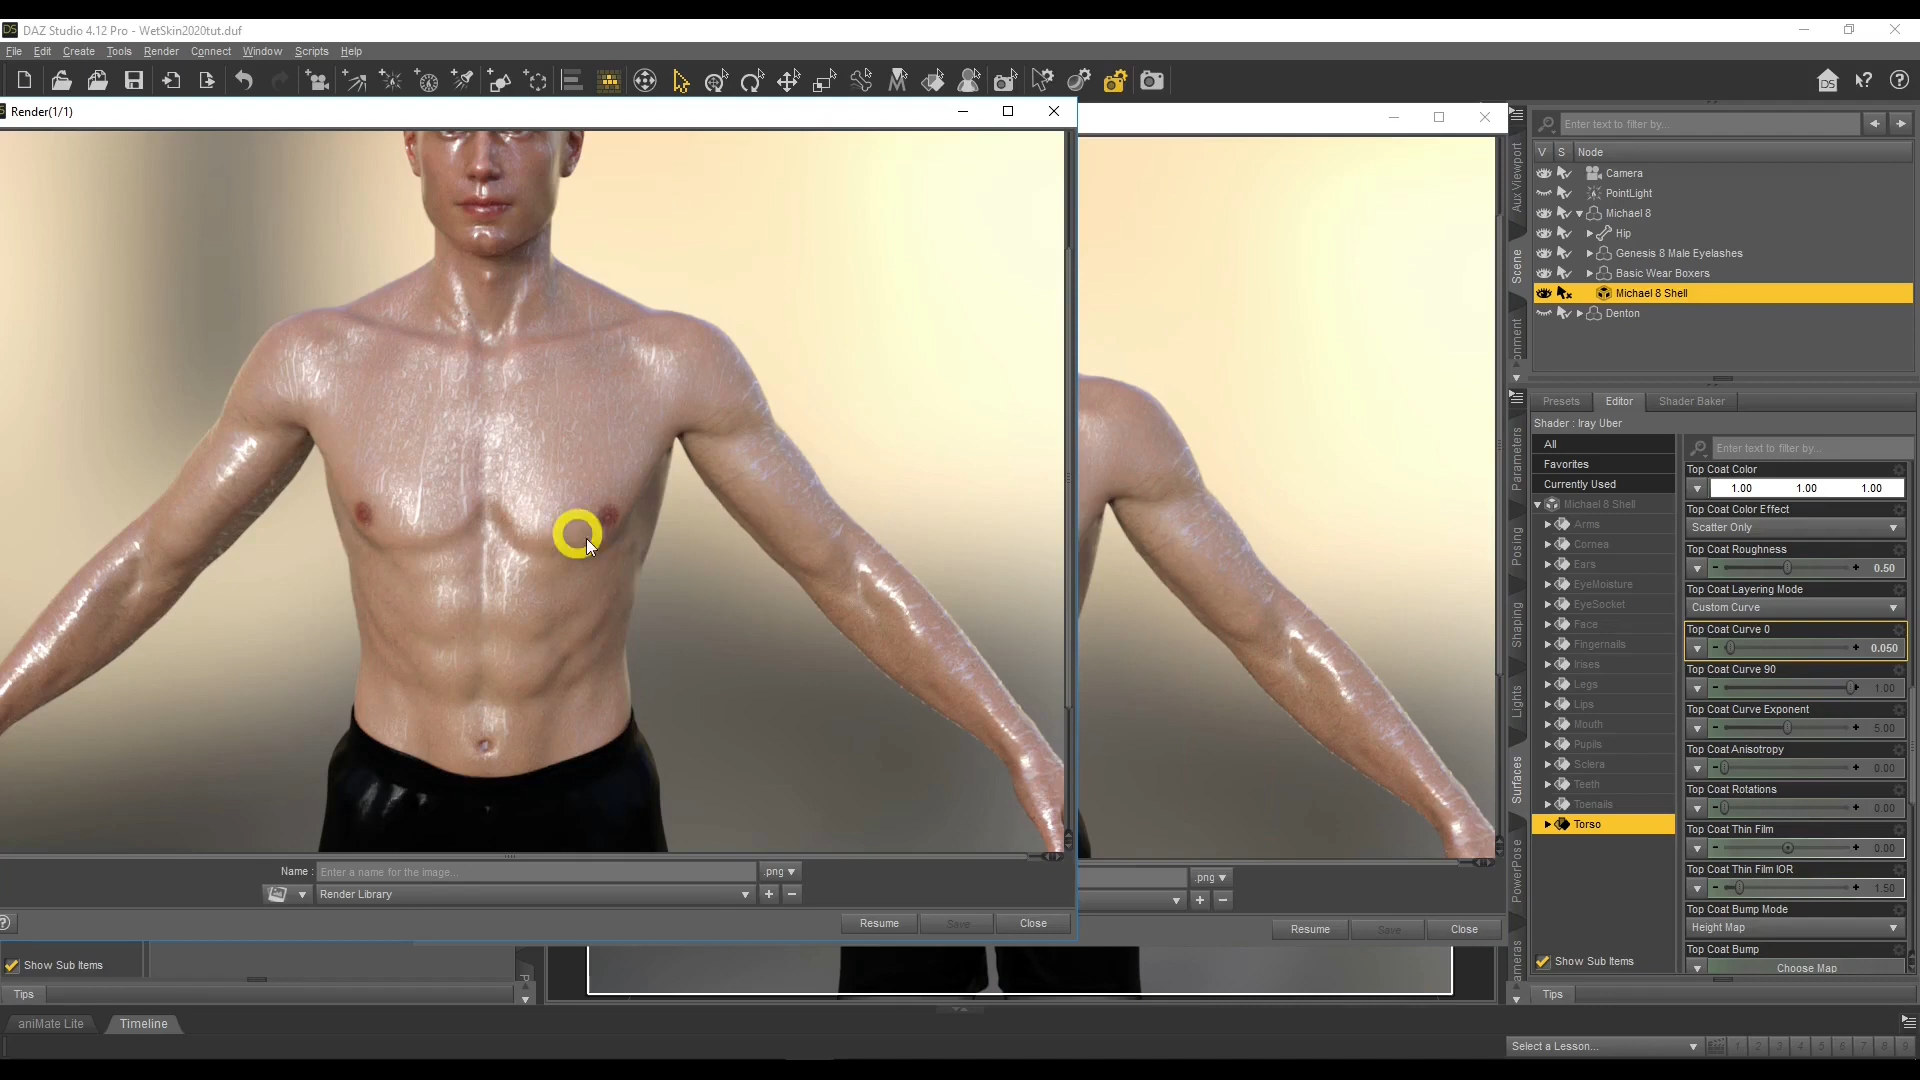 DAZ Studio 4.12 Pro - WetSkin2020tut.duf
File Edit Create Tools Render Connect Window Scripts Help
Render(1/1)
Enter text to filter by...
V S Node
Camera
PointLight
Michael 8
Hip
Genesis 8 Male Eyelashes
Basic Wear Boxers
Michael 8 Shell
Denton
Aux Viewport
Scene
Presets Editor Shader Baker
Shader : Iray Uber
All
Favorites
Currently Used
Michael 8 Shell
Arms
Cornea
Ears
EyeMoisture
EyeSocket
Face
Fingernails
Irises
Legs
Lips
Mouth
Pupils
Sclera
Teeth
Toenails
Torso
Show Sub Items
Tips
Enter text to filter by...
Top Coat Color
1.00 1.00 1.00
Top Coat Color Effect
Scatter Only
Top Coat Roughness
0.50
Top Coat Layering Mode
Custom Curve
Top Coat Curve 0
0.050
Top Coat Curve 90
1.00
Top Coat Curve Exponent
5.00
Top Coat Anisotropy
0.00
Top Coat Rotations
0.00
Top Coat Thin Film
0.00
Top Coat Thin Film IOR
1.50
Top Coat Bump Mode
Height Map
Top Coat Bump
Choose Map
Parameters
Posing
Shaping
Lights
Surfaces
PowerPose
ameras
Name : Enter a name for the image... .png
Render Library
Resume Save Close
.png
Resume Save Close
Show Sub Items
Tips
aniMate Lite Timeline
Select a Lesson... 1 2 3 4 5 6 7 8 9